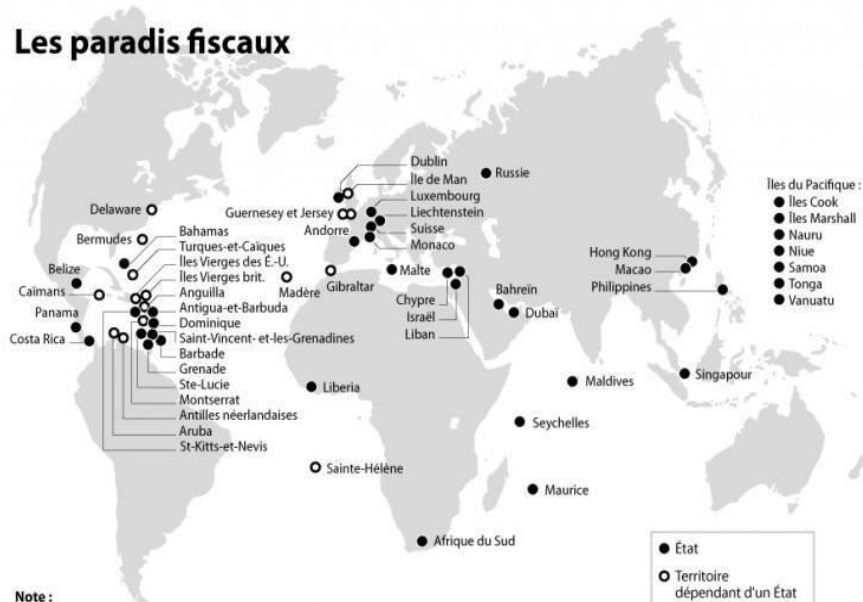 Les paradis fiscaux
Delaware
Bermudes
Belize
Caïmans
Panama
Costa Rica
Bahamas
Turques-et-Caïques
Îles Vierges des É.-U.
Îles Vierges brit.
Anguilla
Antigua-et-Barbuda
Dominique
Saint-Vincent- et-les-Grenadines
Barbade
Grenade
Ste-Lucie
Montserrat
Antilles néerlandaises
Aruba
St-Kitts-et-Nevis
Dublin
Île de Man
Luxembourg
Guernesey et Jersey
Liechtenstein
Andorre
Suisse
Monaco
Russie
Madère
Gibraltar
Malte
Chypre
Israël
Liban
Bahreïn
Dubaï
Liberia
Sainte-Hélène
Afrique du Sud
Maldives
Seychelles
Maurice
Hong Kong
Macao
Philippines
Singapour
Îles du Pacifique :
Îles Cook
Îles Marshall
Nauru
Niue
Samoa
Tonga
Vanuatu
État
Territoire
dépendant d'un État
Note :